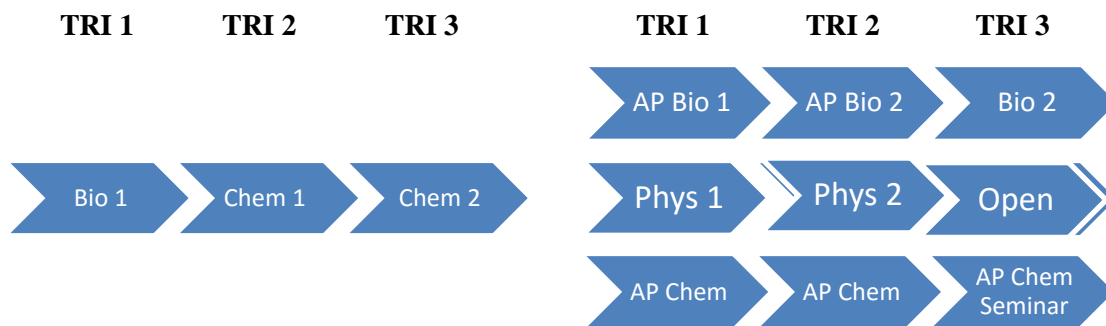 TRI 1 TRI 2 TRI 3
Bio 1 Chem 1 Chem 2
TRI 1 TRI 2 TRI 3
AP Bio 1 AP Bio 2 Bio 2
Phys 1 Phys 2 Open
AP Chem AP Chem AP Chem
Seminar